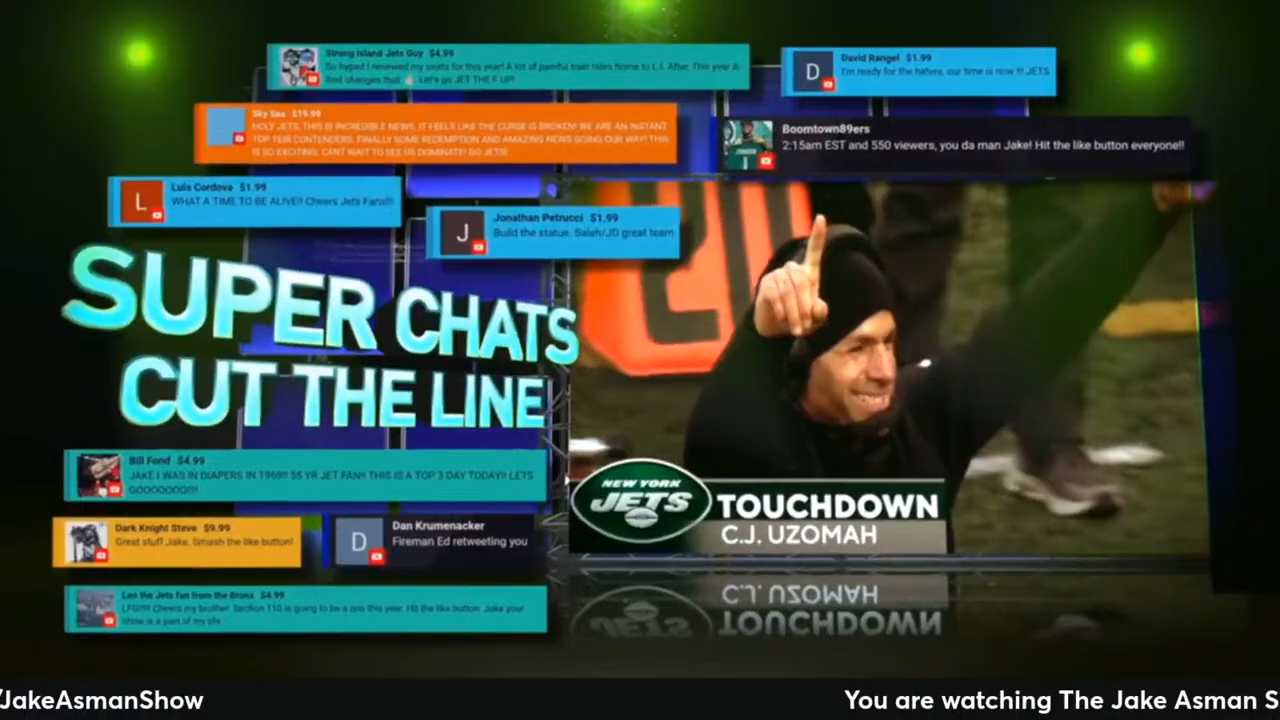 Strong Island Jets Guy $4.99
So hyped I renewed my seats for this year! A lot of painful train rides home to L.I. After, This year A
Bad changes that Let's go JET THE F UP!
David Rangel $1.99
I'm ready for the haters, our time is now !!! JETS
Sky Sea $19.99
HOLY JETS, THIS IS INCREDIBLE NEWS. IT FEELS LIKE THE CURSE IS BROKEN! WE ARE AN INSTANT
TOP TEIR CONTENDERS. FINALLY SOME REDEMPTION AND AMAZING NEWS GOING OUR WAY! THIS
IS SO EXCITING. CANT WAIT TO SEE US DOMINATE! GO JETS!
Boomtown89ers
2:15am EST and 550 viewers, you da man Jake! Hit the like button everyone!!
L
Luis Cordova $1.99
WHAT A TIME TO BE ALIVE!! Cheers Jets Fans!!!
J
Jonathan Petrucci $1.99
Build the statue. Saleh/JD great team
D
SUPER CHATS
CUT THE LINE
Bill Fond $4.99
JAKE I WAS IN DIAPERS IN 1969!! 55 YR JET FAN!! THIS IS A TOP 3 DAY TODAY!! LETS
GOOOOOOO!!!
NEW YORK
JETS
TOUCHDOWN
C.J. UZOMAH
Dark Knight Steve $9.99
Great stuff Jake. Smash the like button!
D
Dan Krumenacker
Fireman Ed retweeting you
Leo the Jets fan from the Bronx $4.99
LFG!!!! Cheers my brother. Section 110 is going to be a zoo this year. Hit the like button. Jake your
show is a part of my life
/JakeAsmanShow
You are watching The Jake Asman S